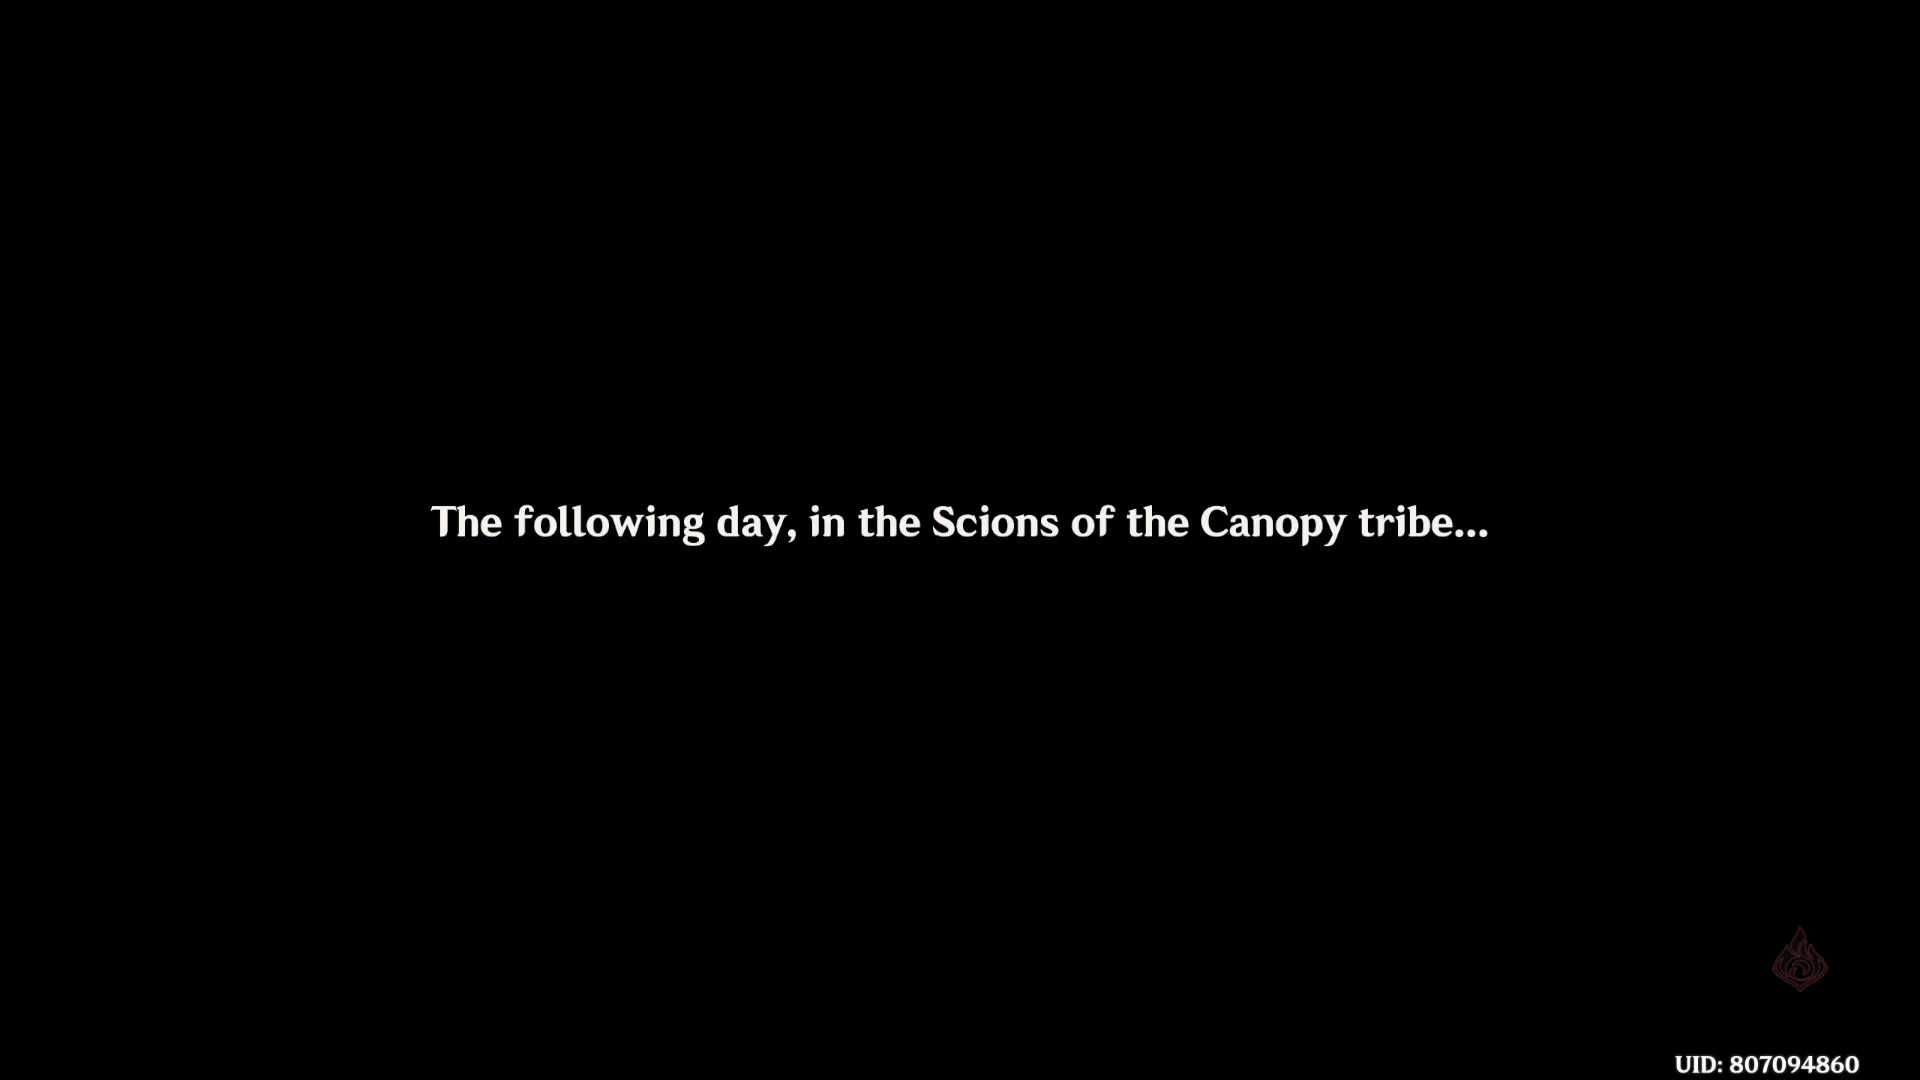 The following day, in the Scions of the Canopy tribe...
UID: 807094860